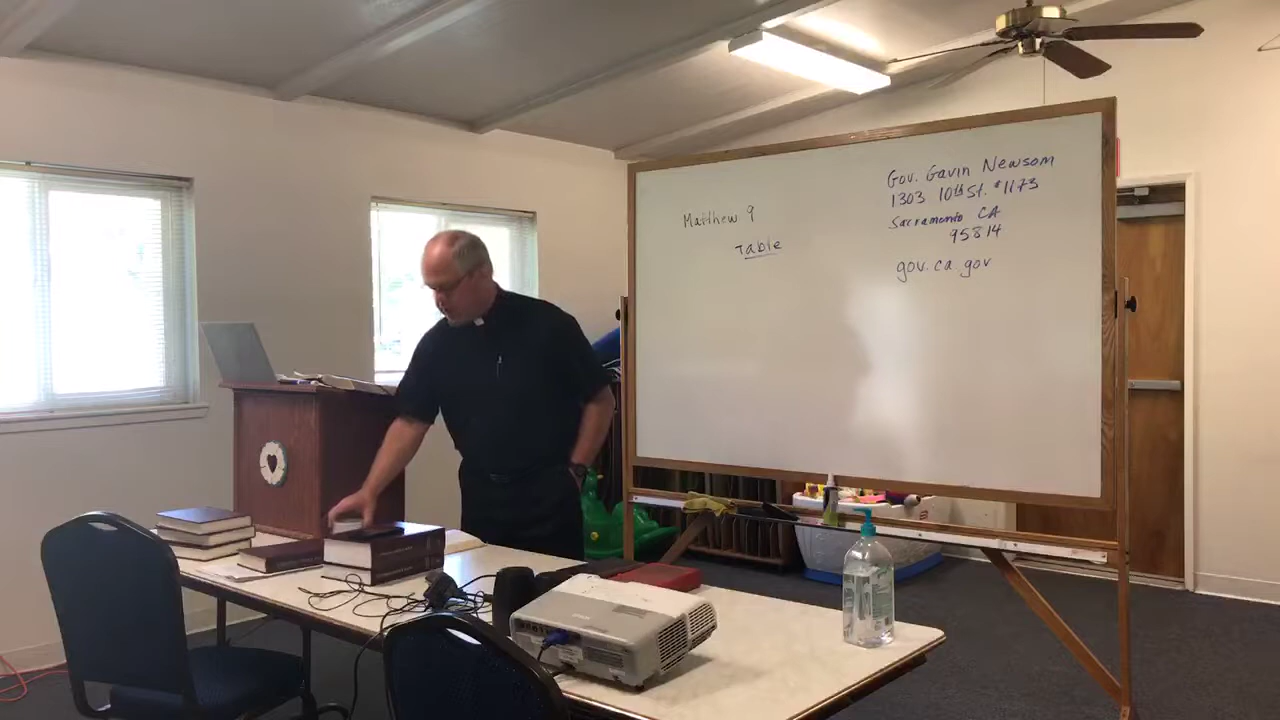 Matthew 9
Table
Gov. Gavin Newsom
1303 10th St. #1173
Sacramento CA
95814
gov.ca.gov